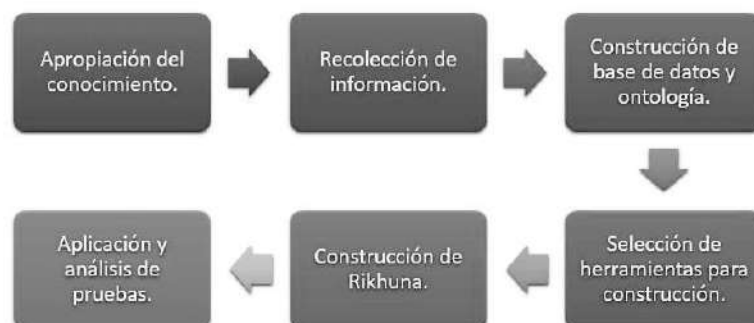 Apropiación del
conocimiento.
Recolección de
información.
Construcción de
base de datos y
ontología.
Selección de
herramientas para
construcción.
Construcción de
Rikhuna.
Aplicación y
análisis de
pruebas.